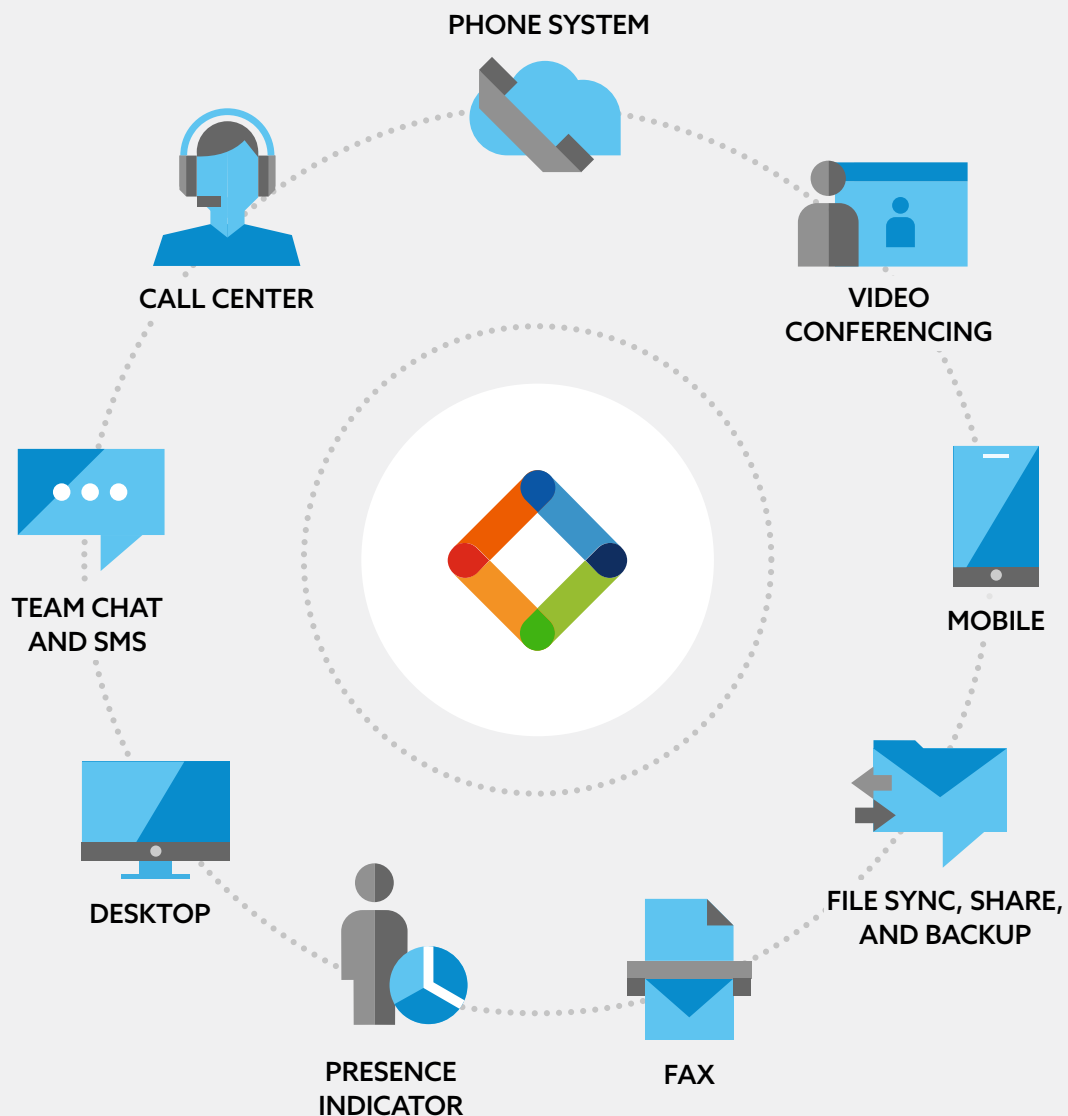 PHONE SYSTEM
CALL CENTER
VIDEO
CONFERENCING
TEAM CHAT
AND SMS
MOBILE
DESKTOP
FILE SYNC, SHARE,
AND BACKUP
PRESENCE
INDICATOR
FAX